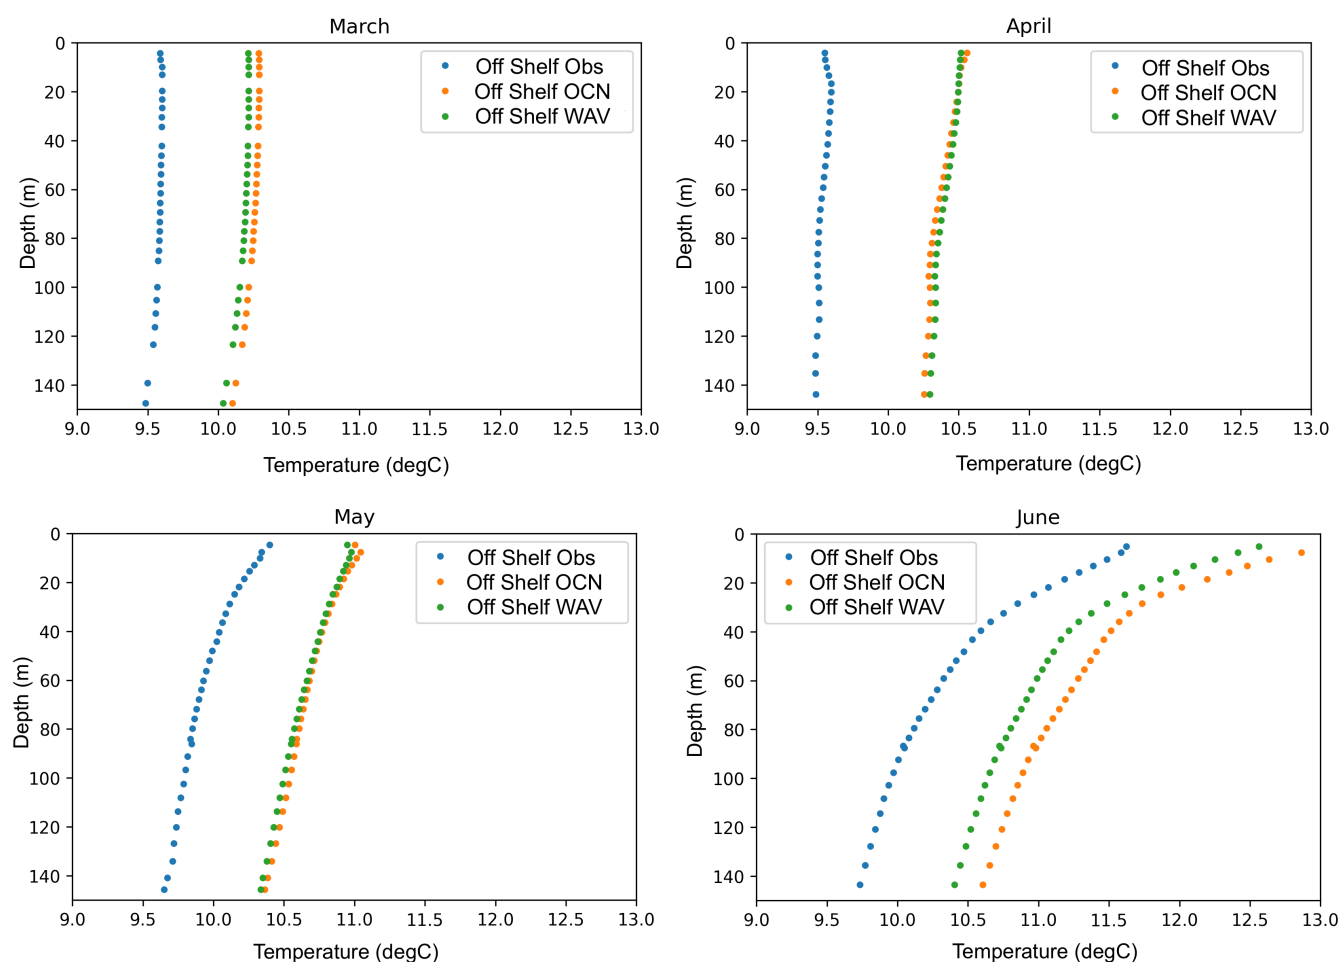 March
0
20
40
60
80
100
120
140
Depth (m)
Off Shelf Obs
Off Shelf OCN
Off Shelf WAV
9.0 9.5 10.0 10.5 11.0 11.5 12.0 12.5 13.0
Temperature (degC)
April
0
20
40
60
80
100
120
140
Depth (m)
Off Shelf Obs
Off Shelf OCN
Off Shelf WAV
9.0 9.5 10.0 10.5 11.0 11.5 12.0 12.5 13.0
Temperature (degC)
May
0
20
40
60
80
100
120
140
Depth (m)
Off Shelf Obs
Off Shelf OCN
Off Shelf WAV
9.0 9.5 10.0 10.5 11.0 11.5 12.0 12.5 13.0
Temperature (degC)
June
0
20
40
60
80
100
120
140
Depth (m)
Off Shelf Obs
Off Shelf OCN
Off Shelf WAV
9.0 9.5 10.0 10.5 11.0 11.5 12.0 12.5 13.0
Temperature (degC)